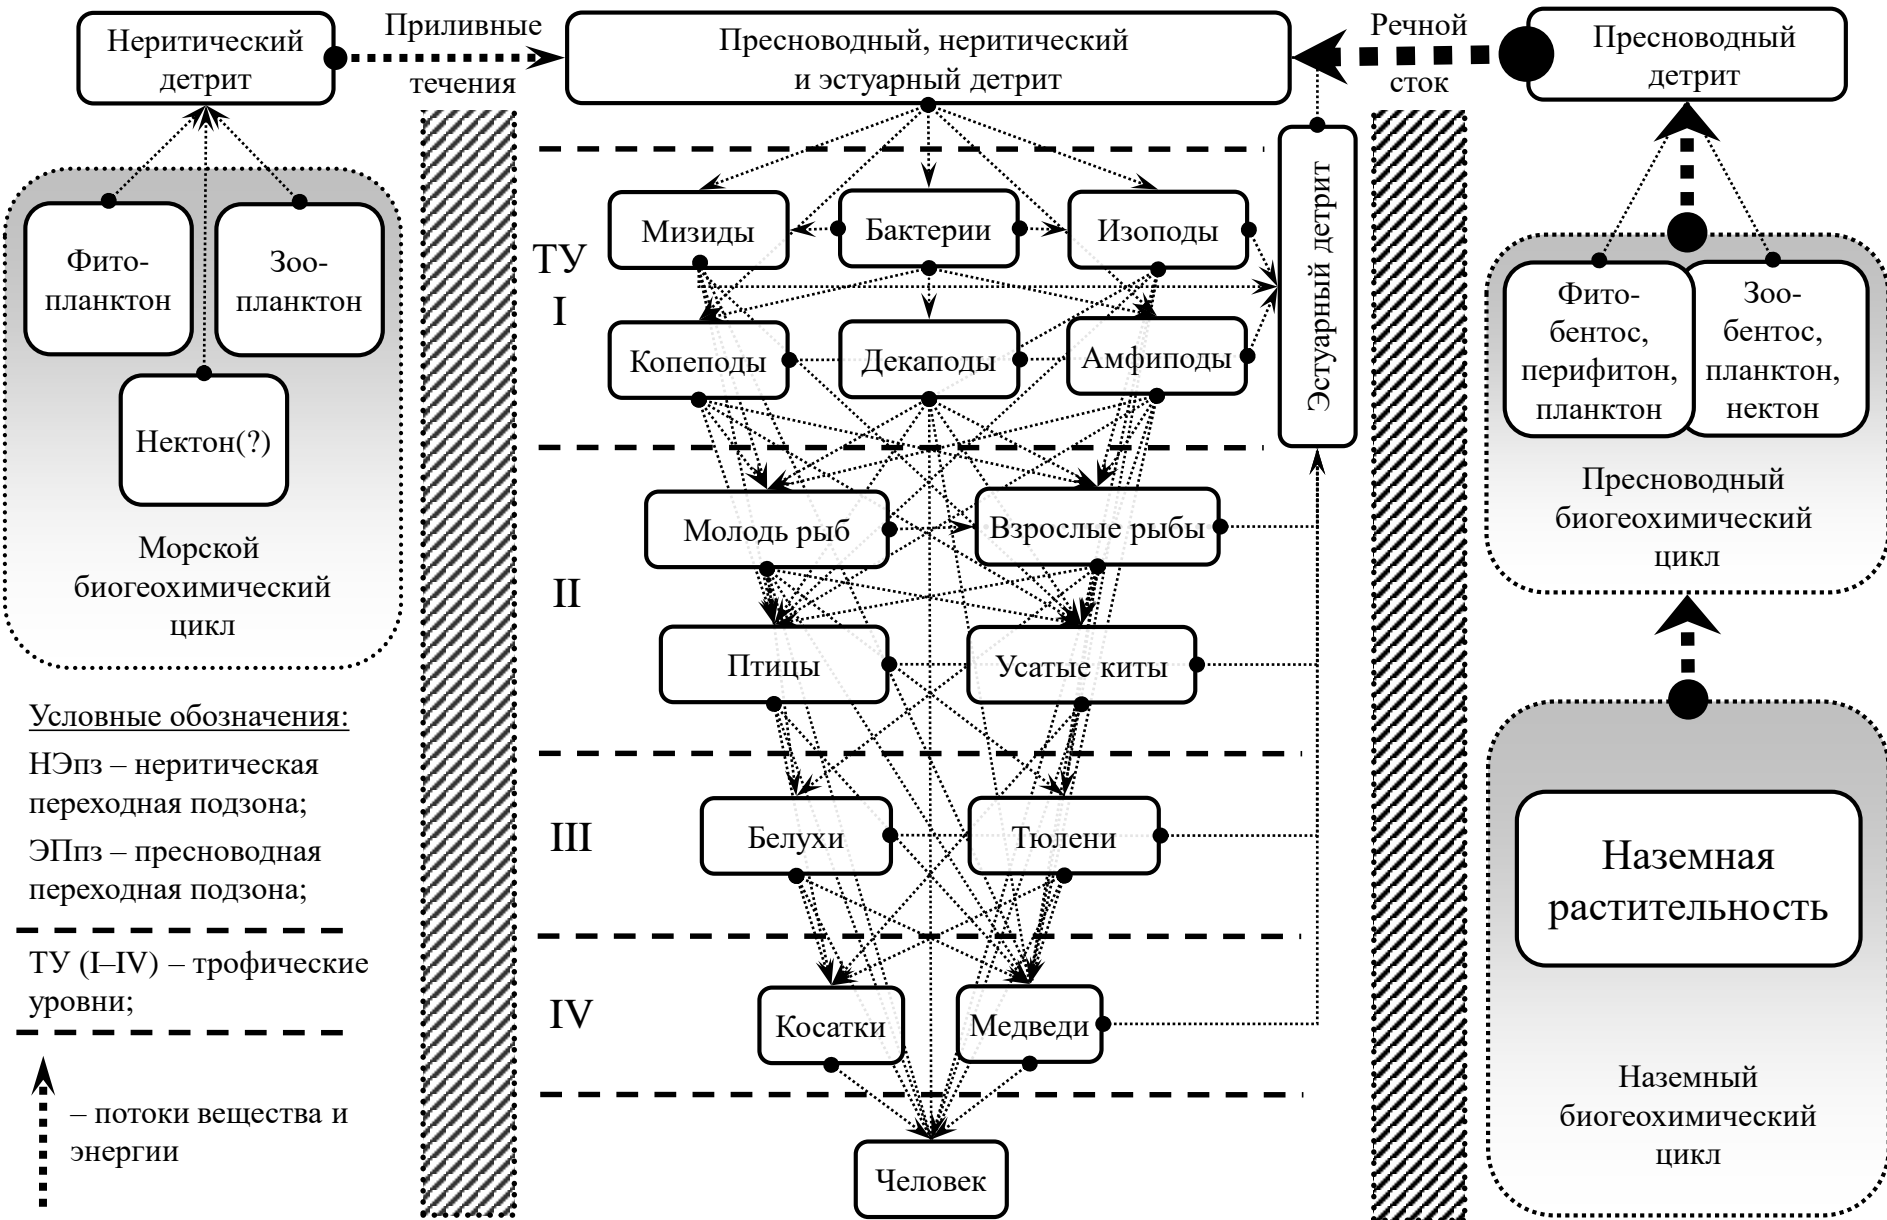 Неритический
детрит
Приливные
течения
Пресноводный, неритический
и эстуарный детрит
Речной
сток
Пресноводный
детрит
Фито-
планктон
Зоо-
планктон
Нектон(?)
Морской
биогеохимический
цикл
Условные обозначения:
НЭпз – неритическая
переходная подзона;
ЭПпз – пресноводная
переходная подзона;
ТУ (I–IV) – трофические
уровни;
– потоки вещества и
энергии
ТУ
I
Мизиды
Бактерии
Изоподы
Копеподы
Декаподы
Амфиподы
Эстуарный детрит
II
Молодь рыб
Взрослые рыбы
Птицы
Усатые киты
III
Белухи
Тюлени
IV
Косатки
Медведи
Человек
Фито-
бентос,
перифитон,
планктон
Зоо-
бентос,
планктон,
нектон
Пресноводный
биогеохимический
цикл
Наземная
растительность
Наземный
биогеохимический
цикл